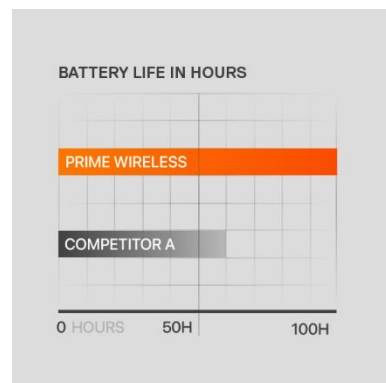 BATTERY LIFE IN HOURS
PRIME WIRELESS
COMPETITOR A
0 HOURS 50H 100H